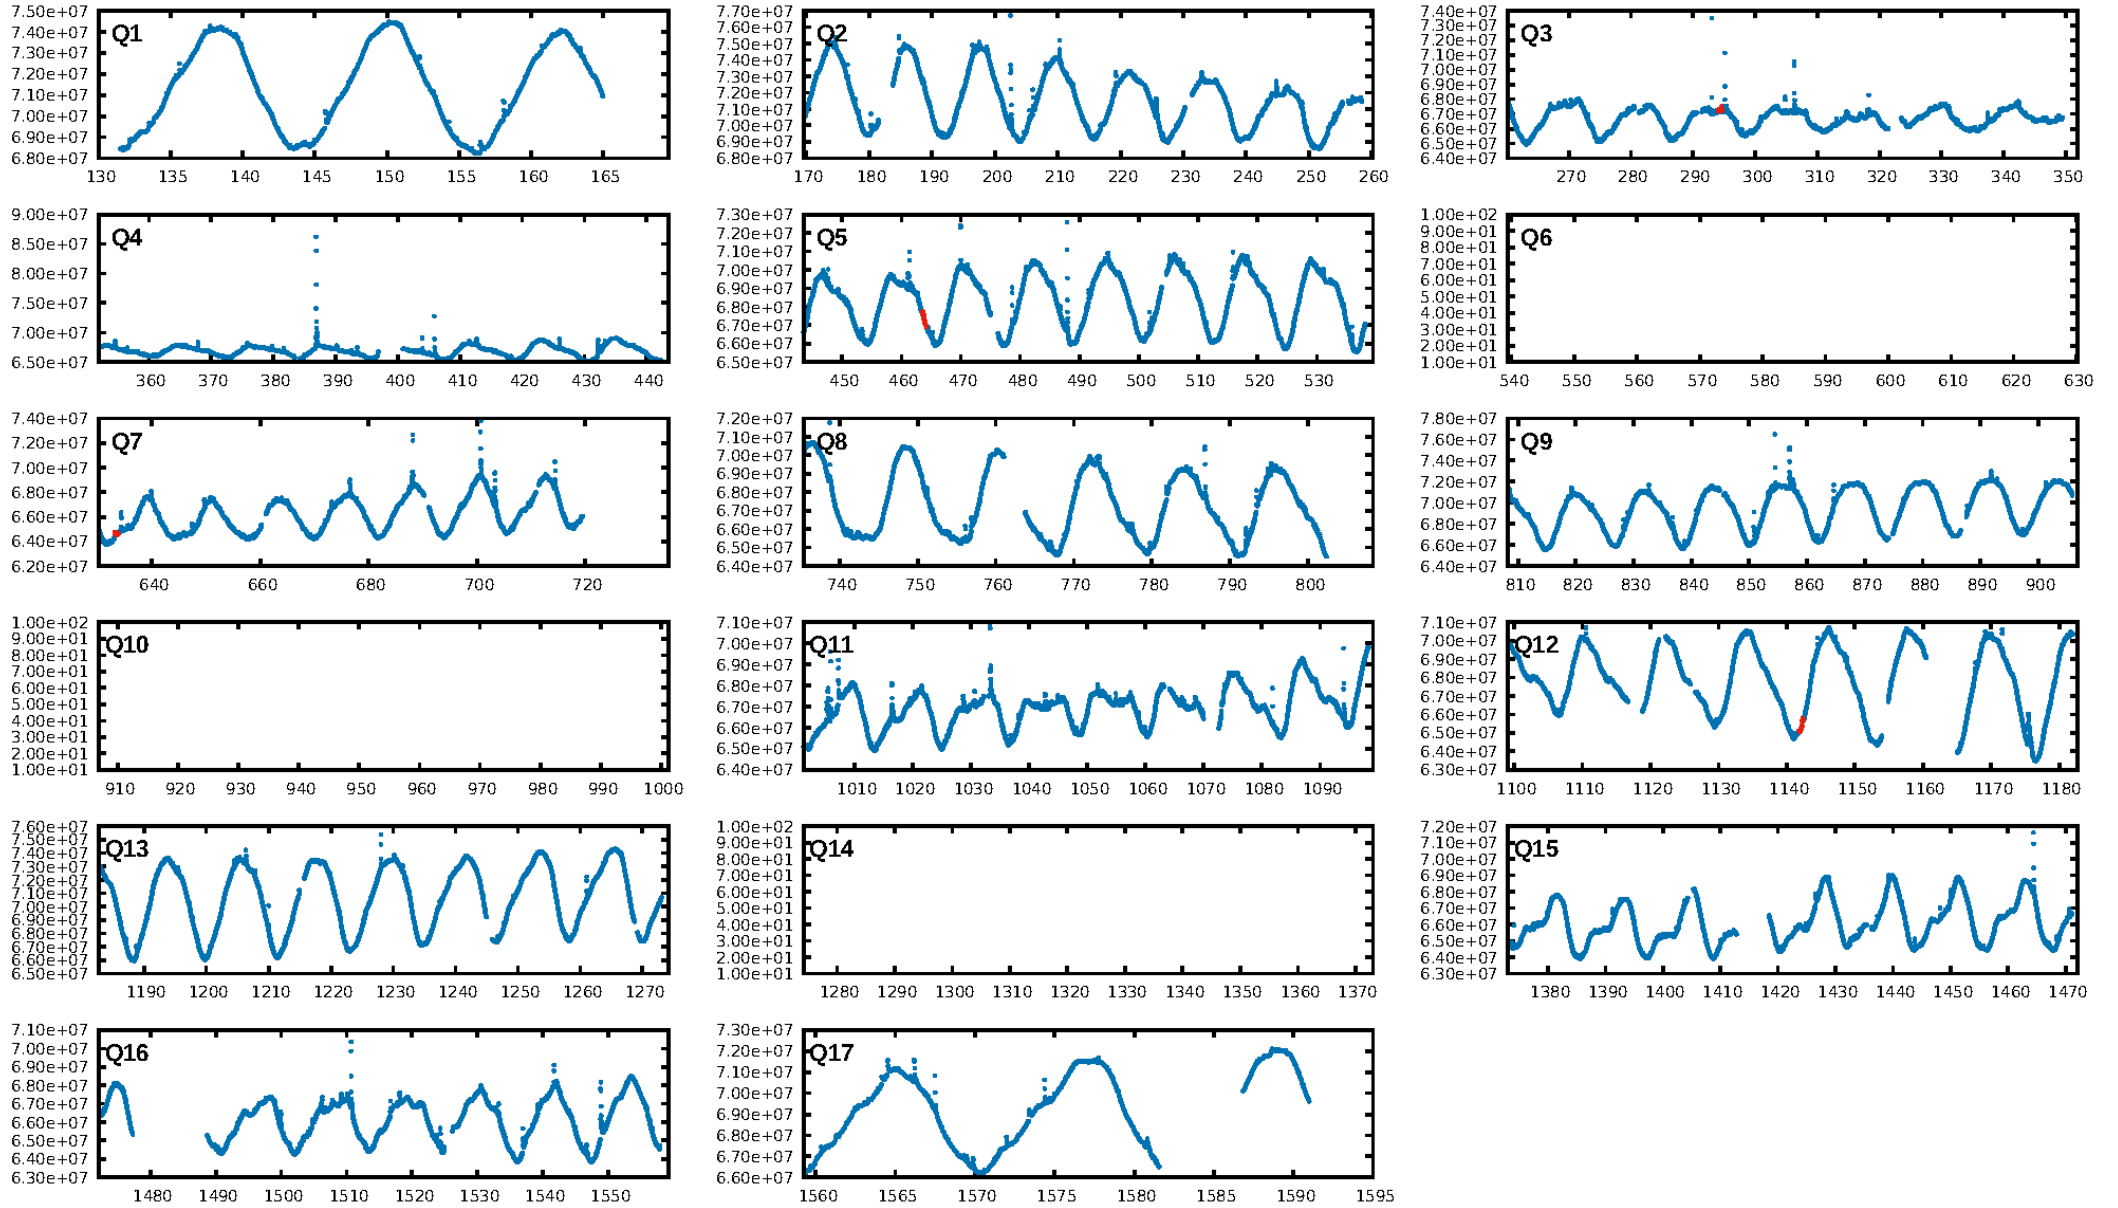 7.50e+07
7.40e+07
7.30e+07
7.20e+07
7.10e+07
7.00e+07
6.90e+07
6.80e+07
Q1
130 135 140 145 150 155 160 165
7.70e+07
7.60e+07
7.50e+07
7.40e+07
7.30e+07
7.20e+07
7.10e+07
7.00e+07
6.90e+07
6.80e+07
Q2
170 180 190 200 210 220 230 240 250 260
7.40e+07
7.30e+07
7.20e+07
7.10e+07
7.00e+07
6.90e+07
6.80e+07
6.70e+07
6.60e+07
6.50e+07
6.40e+07
Q3
270 280 290 300 310 320 330 340 350
9.00e+07
8.50e+07
8.00e+07
7.50e+07
7.00e+07
6.50e+07
Q4
360 370 380 390 400 410 420 430 440
7.30e+07
7.20e+07
7.10e+07
7.00e+07
6.90e+07
6.80e+07
6.70e+07
6.60e+07
6.50e+07
Q5
450 460 470 480 490 500 510 520 530
1.00e+02
9.00e+01
8.00e+01
7.00e+01
6.00e+01
5.00e+01
4.00e+01
3.00e+01
2.00e+01
1.00e+01
Q6
540 550 560 570 580 590 600 610 620 630
7.40e+07
7.20e+07
7.00e+07
6.80e+07
6.60e+07
6.40e+07
6.20e+07
Q7
640 660 680 700 720
7.20e+07
7.10e+07
7.00e+07
6.90e+07
6.80e+07
6.70e+07
6.60e+07
6.50e+07
6.40e+07
Q8
740 750 760 770 780 790 800
7.80e+07
7.60e+07
7.40e+07
7.20e+07
7.00e+07
6.80e+07
6.60e+07
6.40e+07
Q9
810 820 830 840 850 860 870 880 890 900
1.00e+02
9.00e+01
8.00e+01
7.00e+01
6.00e+01
5.00e+01
4.00e+01
3.00e+01
2.00e+01
1.00e+01
Q10
910 920 930 940 950 960 970 980 990 1000
7.10e+07
7.00e+07
6.90e+07
6.80e+07
6.70e+07
6.60e+07
6.50e+07
6.40e+07
Q11
1010 1020 1030 1040 1050 1060 1070 1080 1090
7.10e+07
7.00e+07
6.90e+07
6.80e+07
6.70e+07
6.60e+07
6.50e+07
6.40e+07
6.30e+07
Q12
1100 1110 1120 1130 1140 1150 1160 1170 1180
7.60e+07
7.50e+07
7.40e+07
7.30e+07
7.20e+07
7.10e+07
7.00e+07
6.90e+07
6.80e+07
6.70e+07
6.60e+07
6.50e+07
Q13
1190 1200 1210 1220 1230 1240 1250 1260 1270
1.00e+02
9.00e+01
8.00e+01
7.00e+01
6.00e+01
5.00e+01
4.00e+01
3.00e+01
2.00e+01
1.00e+01
Q14
1280 1290 1300 1310 1320 1330 1340 1350 1360 1370
7.20e+07
7.10e+07
7.00e+07
6.90e+07
6.80e+07
6.70e+07
6.60e+07
6.50e+07
6.40e+07
6.30e+07
Q15
1380 1390 1400 1410 1420 1430 1440 1450 1460 1470
7.10e+07
7.00e+07
6.90e+07
6.80e+07
6.70e+07
6.60e+07
6.50e+07
6.40e+07
6.30e+07
Q16
1480 1490 1500 1510 1520 1530 1540 1550
7.30e+07
7.20e+07
7.10e+07
7.00e+07
6.90e+07
6.80e+07
6.70e+07
6.60e+07
Q17
1560 1565 1570 1575 1580 1585 1590 1595